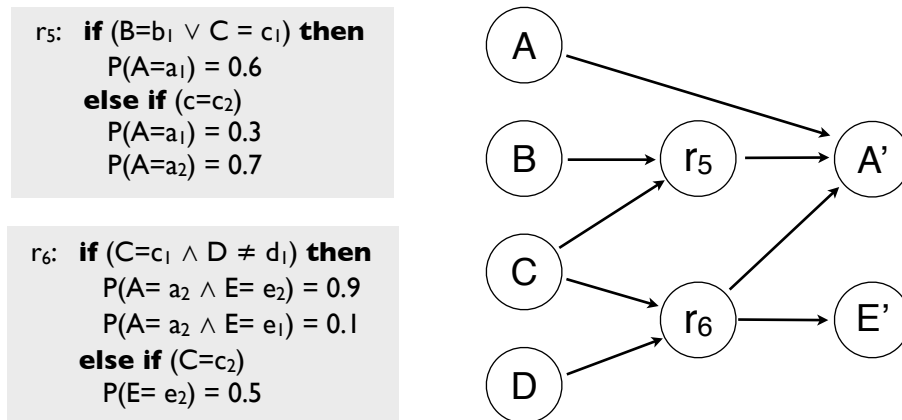 r₅: if (B=b₁ ∨ C = c₁) then
P(A=a₁) = 0.6
else if (c=c₂)
P(A=a₁) = 0.3
P(A=a₂) = 0.7
r₆: if (C=c₁ ∧ D ≠ d₁) then
P(A= a₂ ∧ E= e₂) = 0.9
P(A= a₂ ∧ E= e₁) = 0.1
else if (C=c₂)
P(E= e₂) = 0.5
A
B
r₅
A'
C
r₆
E'
D